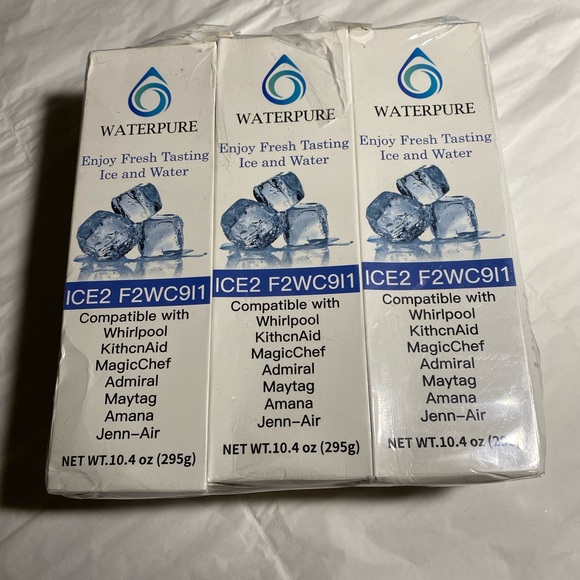 WATERPURE
Enjoy Fresh Tasting
Ice and Water
ICE2 F2WC9I1
Compatible with
Whirlpool
KithcnAid
MagicChef
Admiral
Maytag
Amana
Jenn-Air
NET WT.10.4 oz (295g)
WATERPURE
Enjoy Fresh Tasting
Ice and Water
ICE2 F2WC9I1
Compatible with
Whirlpool
KithcnAid
MagicChef
Admiral
Maytag
Amana
Jenn-Air
NET WT.10.4 oz (295g)
WATERPURE
Enjoy Fresh Tasting
Ice and Water
ICE2 F2WC9I1
Compatible with
Whirlpool
KithcnAid
MagicChef
Admiral
Maytag
Amana
Jenn-Air
NET WT.10.4 oz